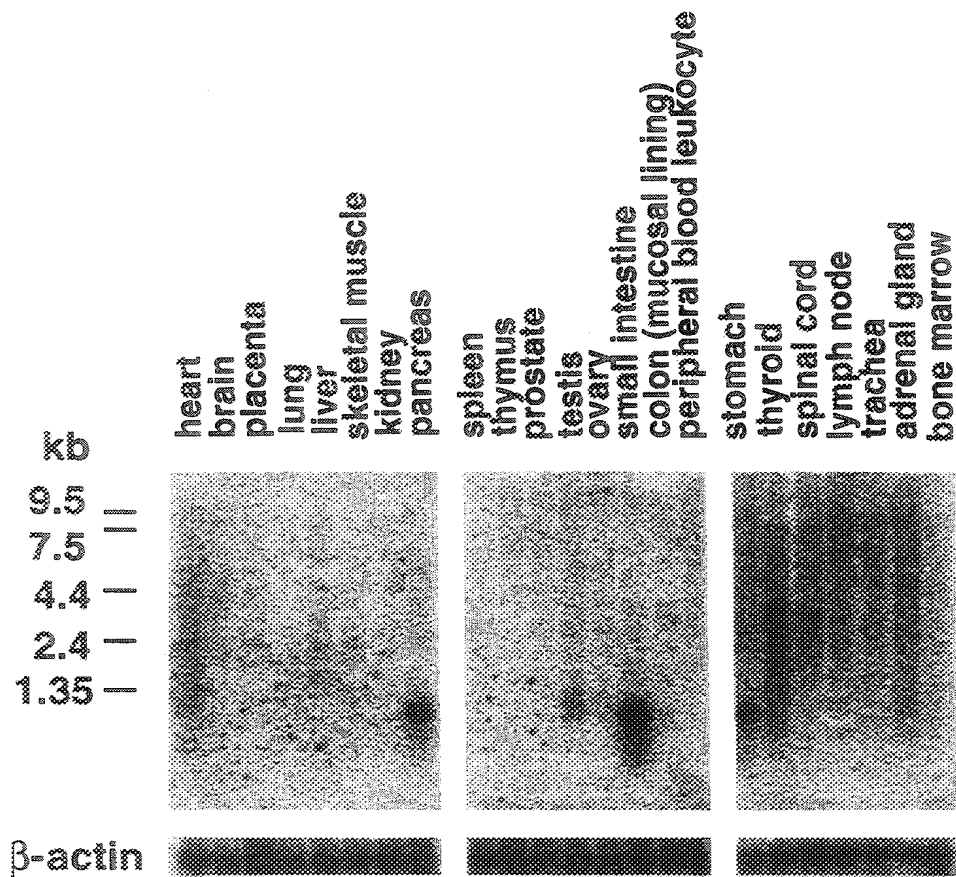 heart
brain
placenta
lung
liver
skeletal muscle
kidney
pancreas
spleen
thymus
prostate
testis
ovary
small intestine
colon (mucosal lining)
peripheral blood leukocyte
stomach
thyroid
spinal cord
lymph node
trachea
adrenal gland
bone marrow
kb
9.5
7.5
4.4
2.4
1.35
β-actin